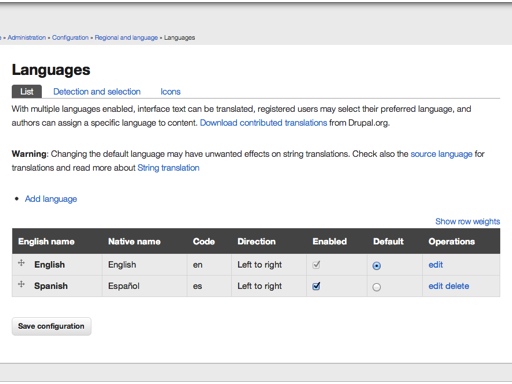 » Administration » Configuration » Regional and language » Languages
Languages
List Detection and selection Icons
With multiple languages enabled, interface text can be translated, registered users may select their preferred language, and
authors can assign a specific language to content. Download contributed translations from Drupal.org.
Warning: Changing the default language may have unwanted effects on string translations. Check also the source language for
translations and read more about String translation
Add language
Show row weights
English name Native name Code Direction Enabled Default Operations
English English en Left to right edit
Spanish Español es Left to right edit delete
Save configuration